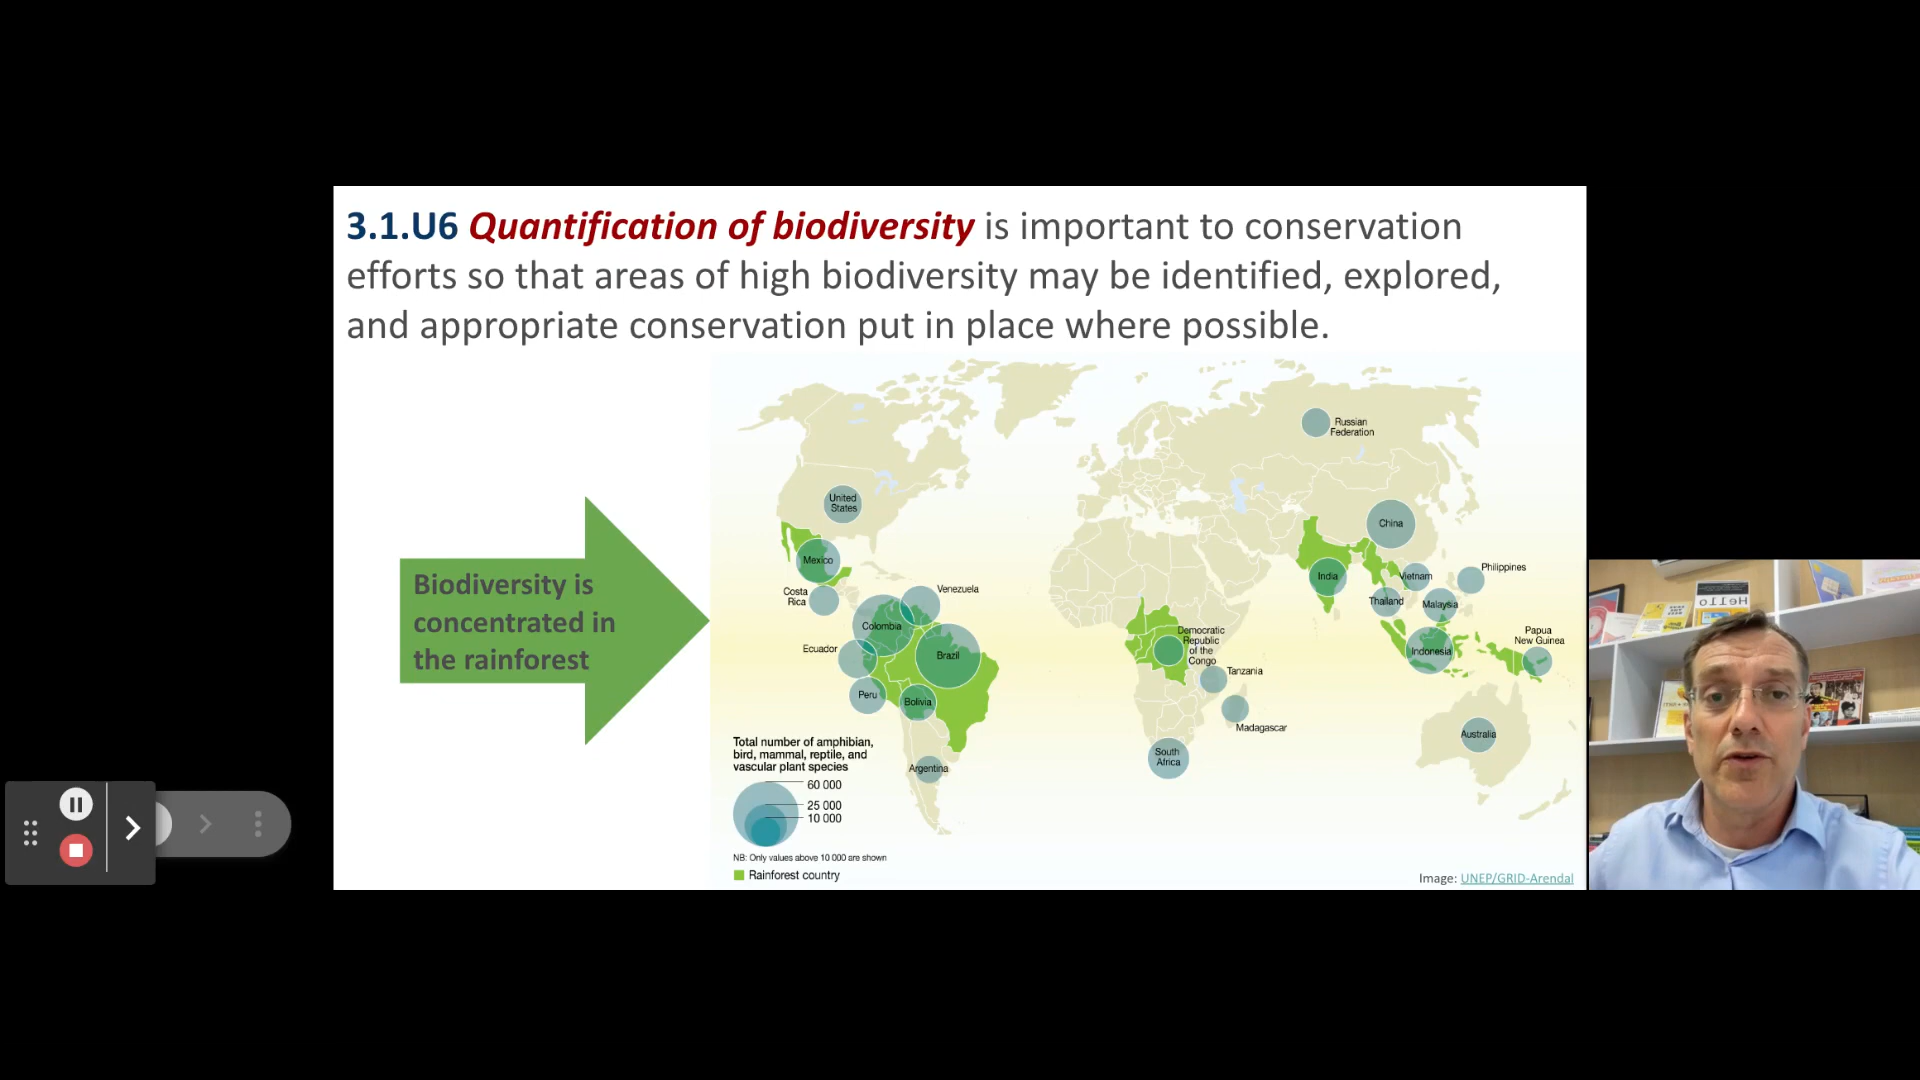 3.1.U6 Quantification of biodiversity is important to conservation
efforts so that areas of high biodiversity may be identified, explored,
and appropriate conservation put in place where possible.
Biodiversity is
concentrated in
the rainforest
Russian
Federation
United
States
China
Mexico
Costa
Rica
Venezuela
Colombia
Ecuador
Brazil
Peru
Bolivia
Argentina
India
Vietnam
Philippines
Thailand
Malaysia
Indonesia
Papua
New Guinea
Democratic
Republic
of the
Congo
Tanzania
Madagascar
South
Africa
Australia
Total number of amphibian,
bird, mammal, reptile, and
vascular plant species
60 000
25 000
10 000
NB: Only values above 10 000 are shown
Rainforest country
Image: UNEP/GRID-Arendal
Hello